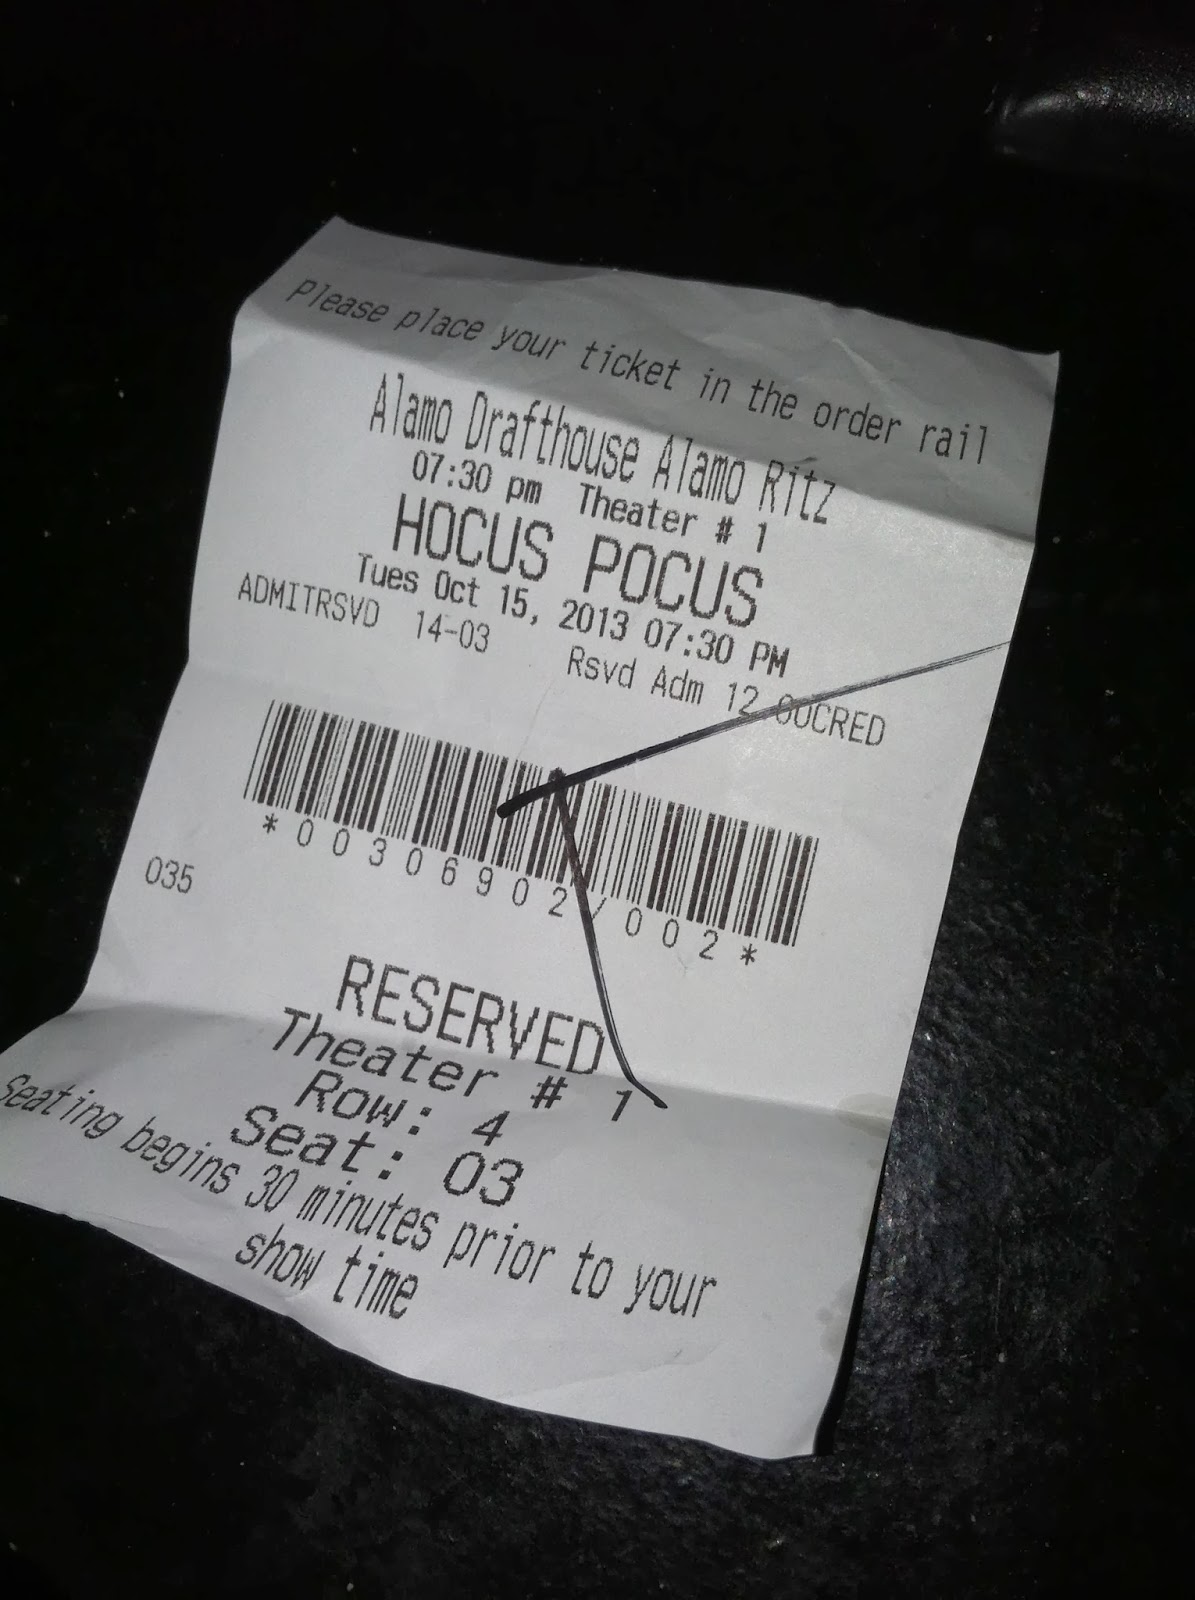 Please place your ticket in the order rail
Alamo Drafthouse Alamo Ritz
07:30 pm Theater # 1
HOCUS POCUS
Tues Oct 15, 2013 07:30 PM
ADMITRSVD 14-03 Rsvd Adm 12.00CRED
*00306902/002*
035
RESERVED
Theater # 1
Row: 4
Seat: 03
Seating begins 30 minutes prior to your
show time